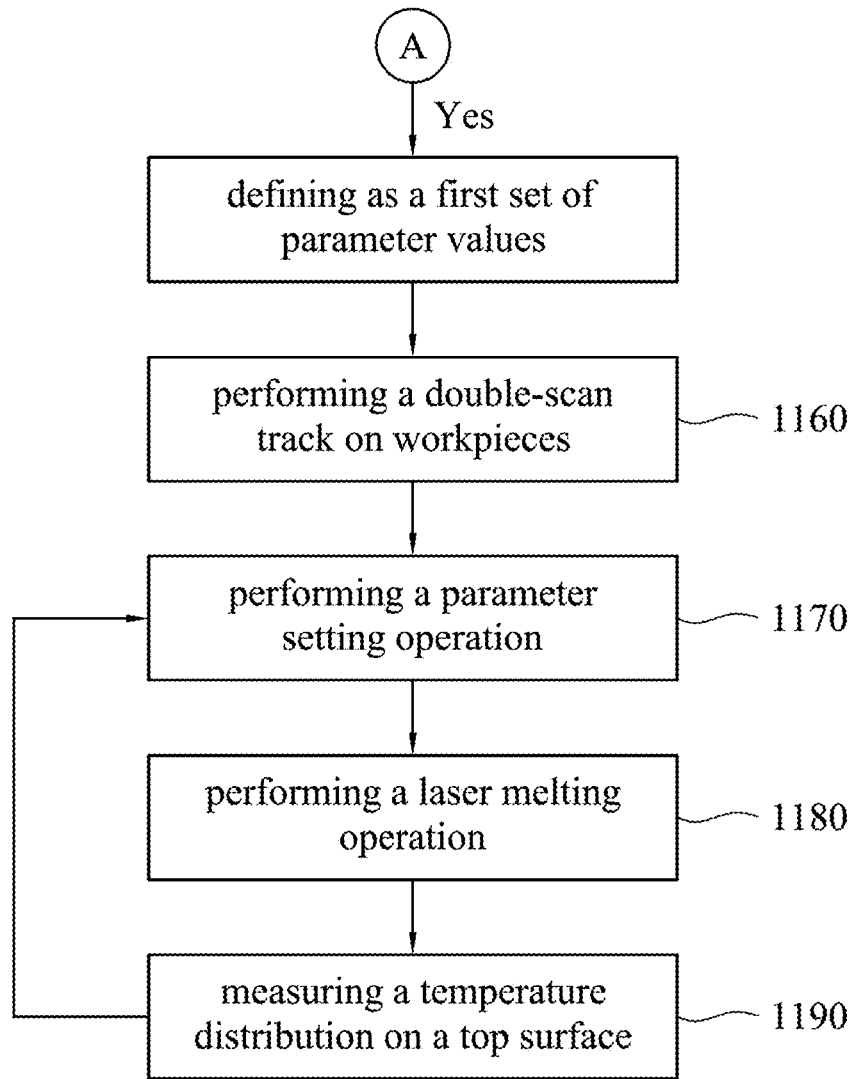 A
Yes
defining as a first set of
parameter values
performing a double-scan
track on workpieces
1160
performing a parameter
setting operation
1170
performing a laser melting
operation
1180
measuring a temperature
distribution on a top surface
1190